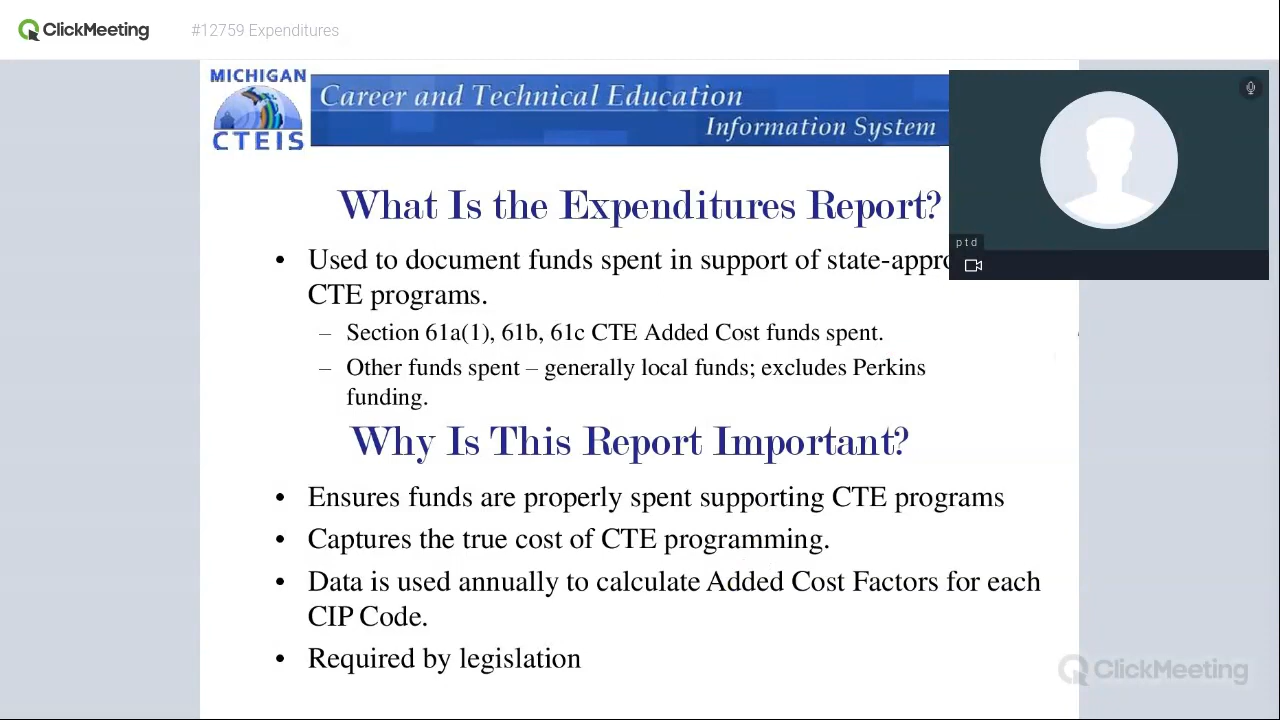 ClickMeeting
#12759 Expenditures
MICHIGAN
CTEIS
Career and Technical Education
Information System
ptd
What Is the Expenditures Report?
• Used to document funds spent in support of state-appro
CTE programs.
– Section 61a(1), 61b, 61c CTE Added Cost funds spent.
– Other funds spent – generally local funds; excludes Perkins
funding.
Why Is This Report Important?
• Ensures funds are properly spent supporting CTE programs
• Captures the true cost of CTE programming.
• Data is used annually to calculate Added Cost Factors for each
CIP Code.
• Required by legislation
ClickMeeting